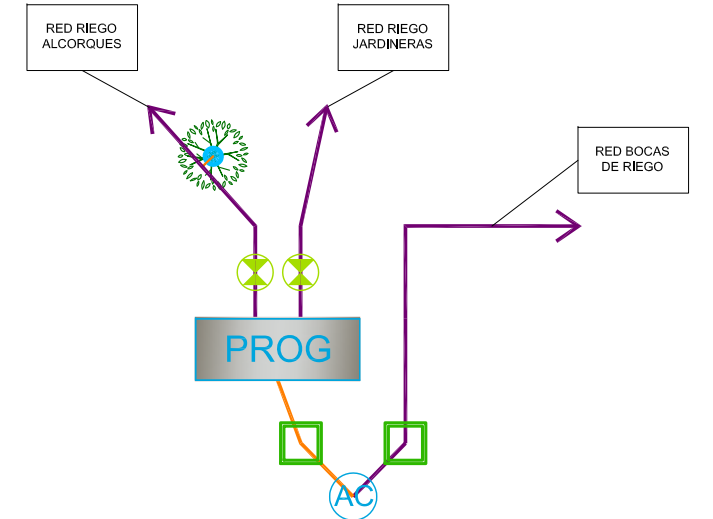 RED RIEGO
ALCORQUES
RED RIEGO
JARDINERAS
RED BOCAS
DE RIEGO
PROG
AC